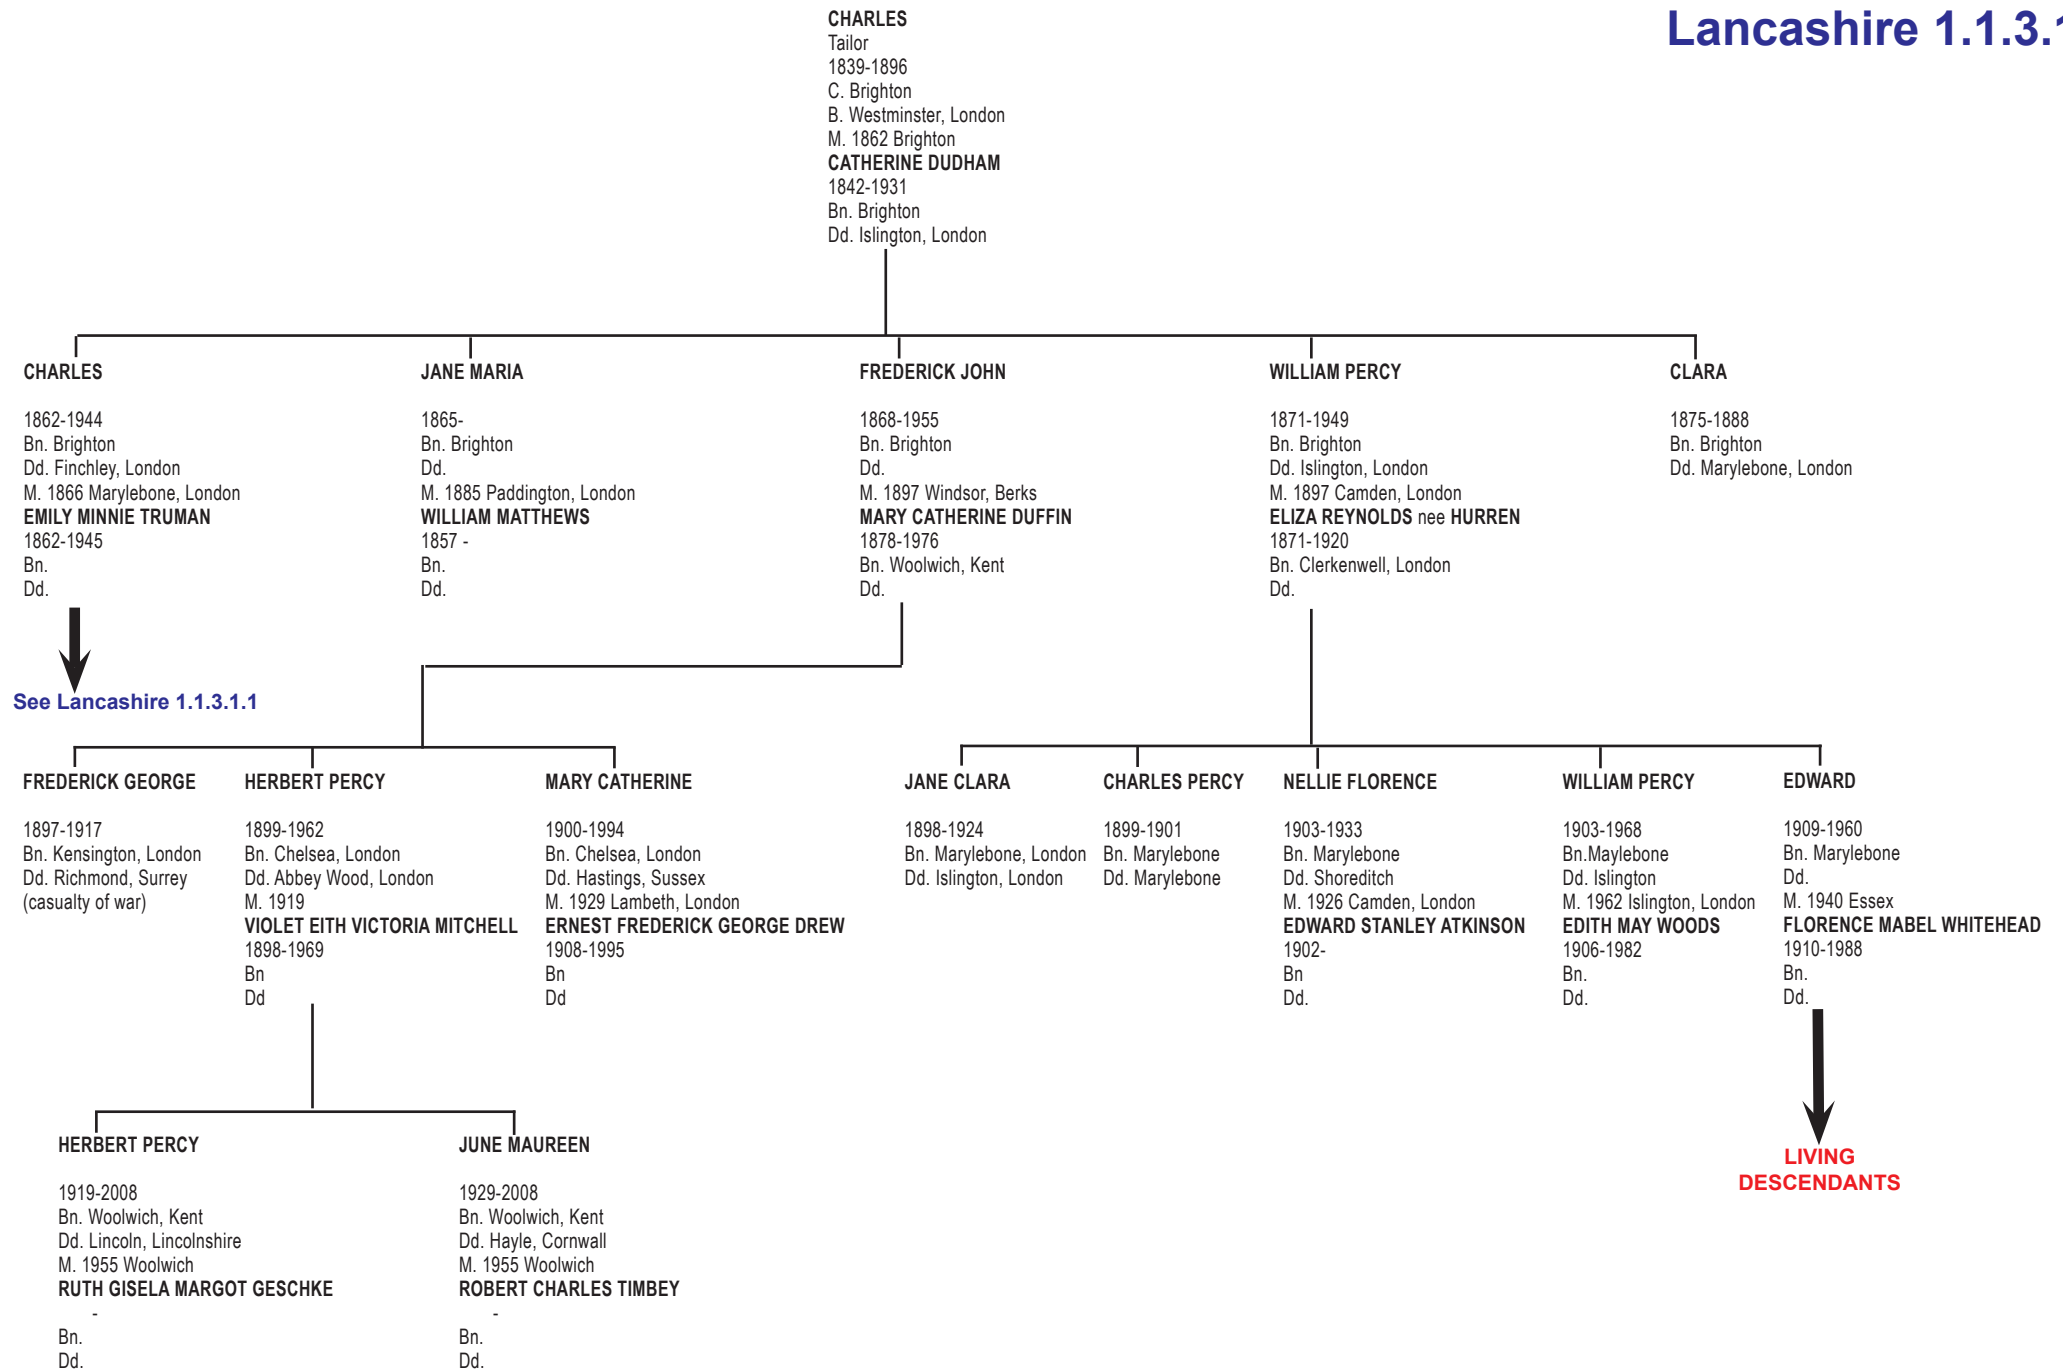 Lancashire 1.1.3.1
CHARLES
Tailor
1839-1896
C. Brighton
B. Westminster, London
M. 1862 Brighton
CATHERINE DUDHAM
1842-1931
Bn. Brighton
Dd. Islington, London
CHARLES
1862-1944
Bn. Brighton
Dd. Finchley, London
M. 1866 Marylebone, London
EMILY MINNIE TRUMAN
1862-1945
Bn.
Dd.
See Lancashire 1.1.3.1.1
JANE MARIA
1865-
Bn. Brighton
Dd.
M. 1885 Paddington, London
WILLIAM MATTHEWS
1857 -
Bn.
Dd.
FREDERICK JOHN
1868-1955
Bn. Brighton
Dd.
M. 1897 Windsor, Berks
MARY CATHERINE DUFFIN
1878-1976
Bn. Woolwich, Kent
Dd.
WILLIAM PERCY
1871-1949
Bn. Brighton
Dd. Islington, London
M. 1897 Camden, London
ELIZA REYNOLDS nee HURREN
1871-1920
Bn. Clerkenwell, London
Dd.
CLARA
1875-1888
Bn. Brighton
Dd. Marylebone, London
FREDERICK GEORGE
1897-1917
Bn. Kensington, London
Dd. Richmond, Surrey
(casualty of war)
HERBERT PERCY
1899-1962
Bn. Chelsea, London
Dd. Abbey Wood, London
M. 1919
VIOLET EITH VICTORIA MITCHELL
1898-1969
Bn
Dd
MARY CATHERINE
1900-1994
Bn. Chelsea, London
Dd. Hastings, Sussex
M. 1929 Lambeth, London
ERNEST FREDERICK GEORGE DREW
1908-1995
Bn
Dd
JANE CLARA
1898-1924
Bn. Marylebone, London
Dd. Islington, London
CHARLES PERCY
1899-1901
Bn. Marylebone
Dd. Marylebone
NELLIE FLORENCE
1903-1933
Bn. Marylebone
Dd. Shoreditch
M. 1926 Camden, London
EDWARD STANLEY ATKINSON
1902-
Bn
Dd.
WILLIAM PERCY
1903-1968
Bn.Maylebone
Dd. Islington
M. 1962 Islington, London
EDITH MAY WOODS
1906-1982
Bn.
Dd.
EDWARD
1909-1960
Bn. Marylebone
Dd.
M. 1940 Essex
FLORENCE MABEL WHITEHEAD
1910-1988
Bn.
Dd.
LIVING
DESCENDANTS
HERBERT PERCY
1919-2008
Bn. Woolwich, Kent
Dd. Lincoln, Lincolnshire
M. 1955 Woolwich
RUTH GISELA MARGOT GESCHKE
-
Bn.
Dd.
JUNE MAUREEN
1929-2008
Bn. Woolwich, Kent
Dd. Hayle, Cornwall
M. 1955 Woolwich
ROBERT CHARLES TIMBEY
-
Bn.
Dd.